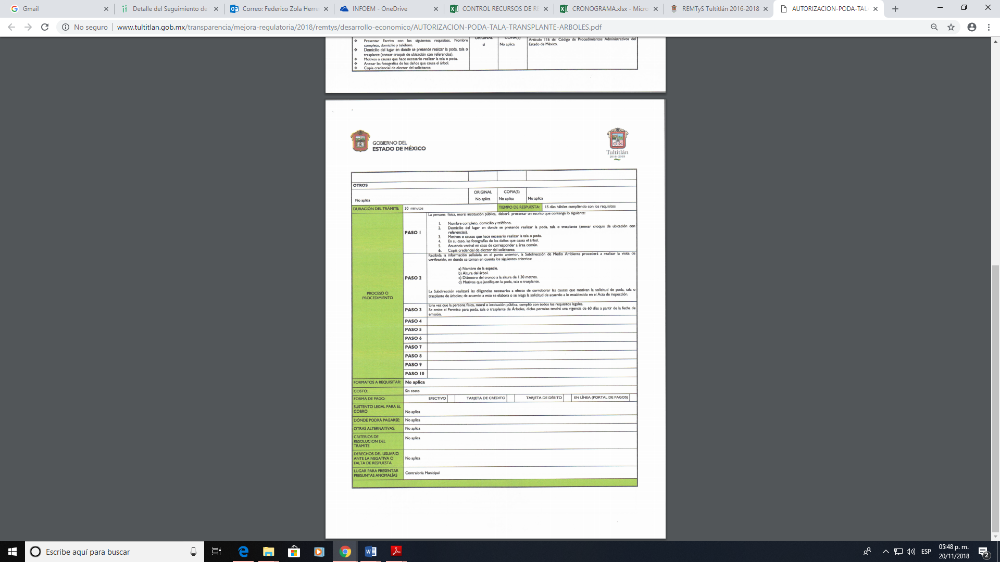 Gmail
Detalle del Seguimiento de
Correo: Federico Zola Herre
INFOEM - OneDrive
CONTROL RECURSOS DE RE
CRONOGRAMA.xlsx - Micro
REMTyS Tultitlán 2016-2018
AUTORIZACION-PODA-TALA
No seguro
www.tultitlan.gob.mx/transparencia/mejora-regulatoria/2018/remtys/desarrollo-economico/AUTORIZACION-PODA-TALA-TRANSPLANTE-ARBOLES.pdf
❖ Presentar Escrito con los siguientes requisitos, Nombre
completo, domicilio y teléfono.
❖ Domicilio del lugar en donde se pretende realizar la poda, tala o
trasplante (anexar croquis de ubicación con referencias).
❖ Motivos o causas que hace necesario realizar la tala o poda.
❖ Anexar las fotografías de los daños que causa el árbol.
❖ Copia credencial de elector del solicitante.
ORIGINAL
si
COPIA(S)
No aplica
Artículo 116 del Código de Procedimientos Administrativos del
Estado de México.
GOBIERNO DEL
ESTADO DE MÉXICO
Tultitlán
2016-2018
OTROS
No aplica
ORIGINAL
No aplica
COPIA(S)
No aplica
No aplica
DURACIÓN DEL TRÁMITE: 30 minutos
TIEMPO DE RESPUESTA: 15 días hábiles cumpliendo con los requisitos
PROCESO O
PROCEDIMIENTO
PASO 1
La persona física, moral institución pública, deberá presentar un escrito que contenga lo siguiente:
1. Nombre completo, domicilio y teléfono.
2. Domicilio del lugar en donde se pretende realizar la poda, tala o trasplante (anexar croquis de ubicación con
referencias).
3. Motivos o causas que hace necesario realizar la tala o poda.
4. En su caso, las fotografías de los daños que causa el árbol.
5. Anuencia vecinal en caso de corresponder a área común.
6. Copia credencial de elector del solicitante.
PASO 2
Recibida la información señalada en el punto anterior, la Subdirección de Medio Ambiente procederá a realizar la visita de
verificación, en donde se toman en cuenta los siguientes criterios:
a) Nombre de la especie.
b) Altura del árbol.
c) Diámetro del tronco a la altura de 1.30 metros.
d) Motivos que justifiquen la poda, tala o trasplante.
La Subdirección realizará las diligencias necesarias a efecto de corroborar las causas que motivan la solicitud de poda, tala o
trasplante de árboles; de acuerdo a esto se elabora o se niega la solicitud de acuerdo a lo establecido en el Acta de inspección.
PASO 3
Una vez que la persona física, moral o institución pública, cumplió con todos los requisitos legales.
Se emite el Permiso para poda, tala o trasplante de Árboles, dicho permiso tendrá una vigencia de 60 días a partir de la fecha de
emisión.
PASO 4
PASO 5
PASO 6
PASO 7
PASO 8
PASO 9
PASO 10
FORMATOS A REQUISITAR: No aplica
COSTO: Sin costo
FORMA DE PAGO: EFECTIVO TARJETA DE CRÉDITO TARJETA DE DÉBITO EN LÍNEA (PORTAL DE PAGOS)
SUSTENTO LEGAL PARA EL
COBRO
No aplica
DÓNDE PODRÁ PAGARSE: No aplica
OTRAS ALTERNATIVAS: No aplica
CRITERIOS DE
RESOLUCION DEL
TRAMITE
No aplica
DERECHOS DEL USUARIO
ANTE LA NEGATIVA O
FALTA DE RESPUESTA
No aplica
LUGAR PARA PRESENTAR
PRESUNTAS ANOMALÍAS
Contraloría Municipal
Escribe aquí para buscar
ESP
05:48 p. m.
20/11/2018
2